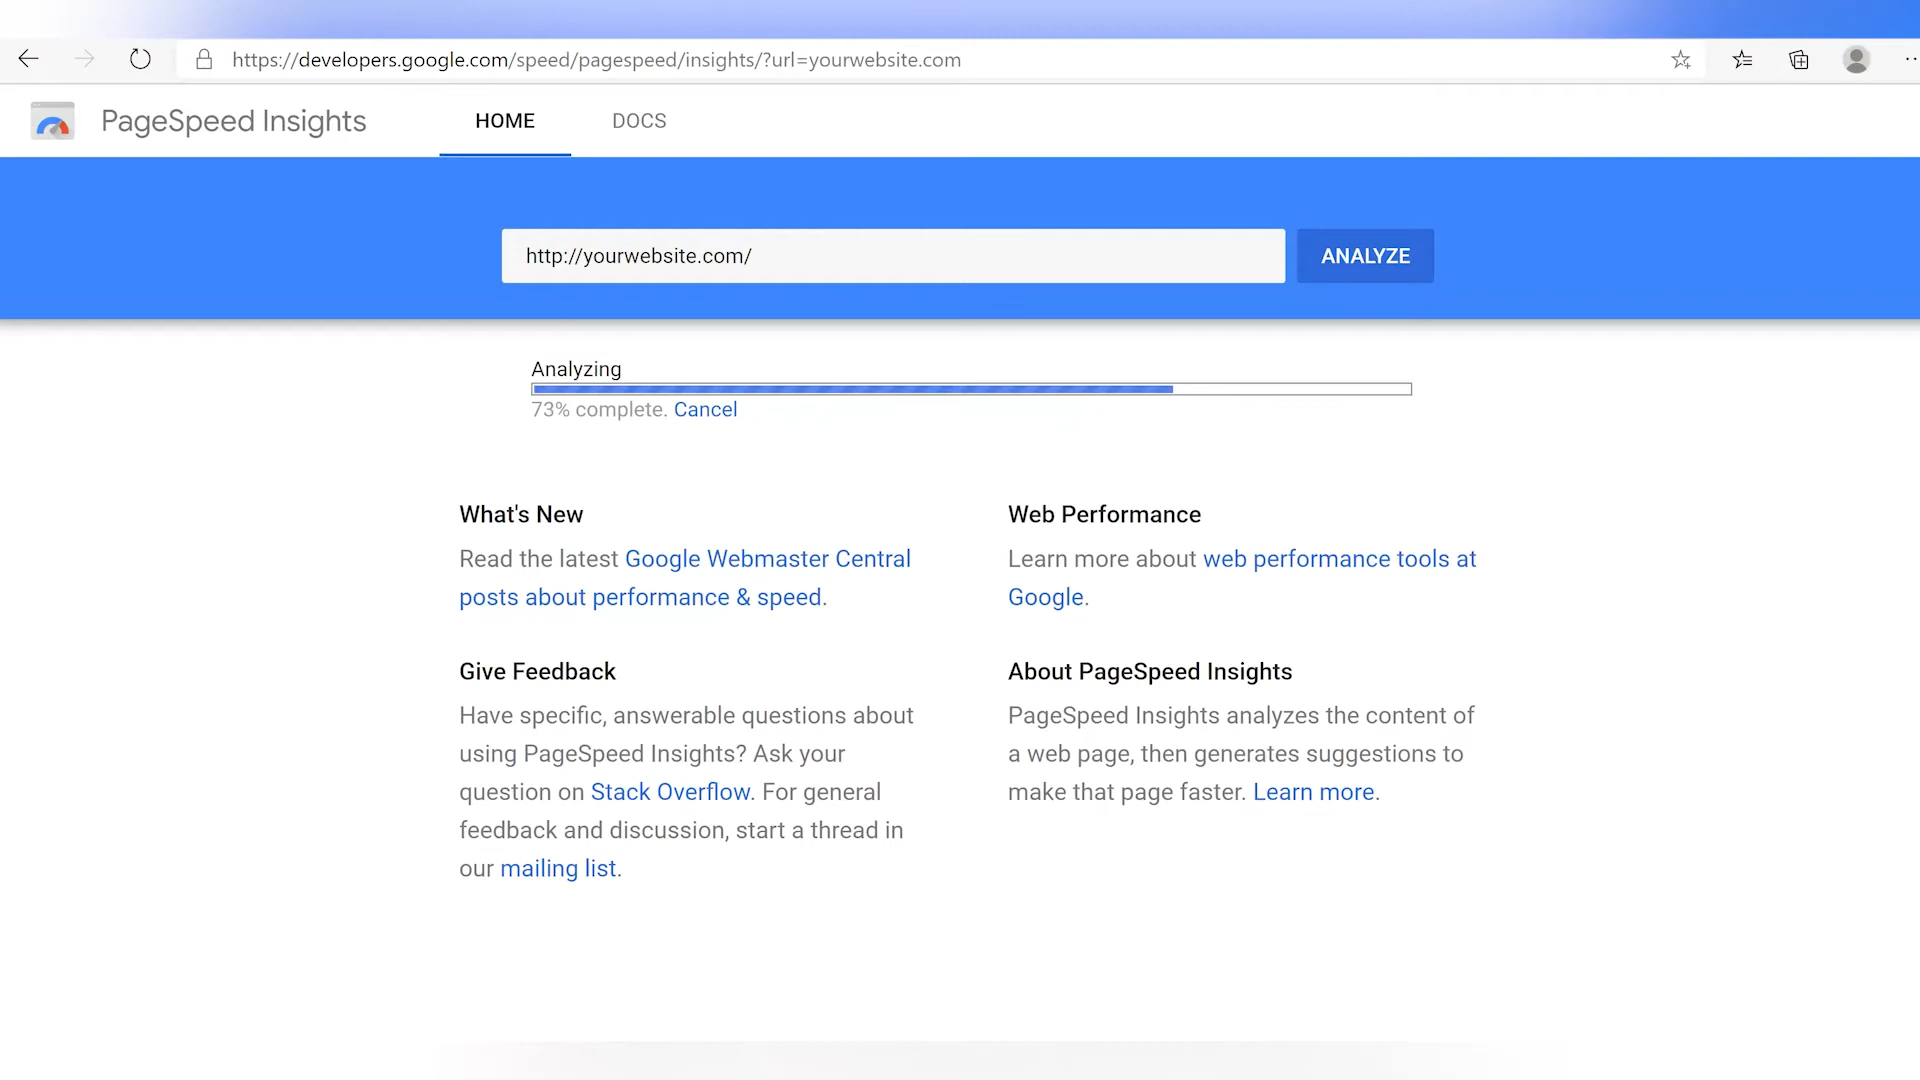 https://developers.google.com/speed/pagespeed/insights/?url=yourwebsite.com
PageSpeed Insights
HOME
DOCS
http://yourwebsite.com/
ANALYZE
Analyzing
73% complete. Cancel
What's New
Read the latest Google Webmaster Central
posts about performance & speed.
Web Performance
Learn more about web performance tools at
Google.
Give Feedback
Have specific, answerable questions about
using PageSpeed Insights? Ask your
question on Stack Overflow. For general
feedback and discussion, start a thread in
our mailing list.
About PageSpeed Insights
PageSpeed Insights analyzes the content of
a web page, then generates suggestions to
make that page faster. Learn more.